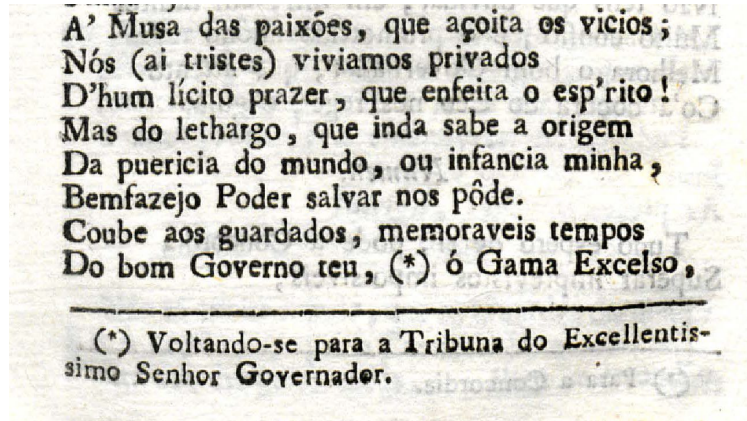 A' Musa das paixões, que açoita os vicios;
Nós (ai tristes) viviamos privados
D'hum licito prazer, que enfeita o esp'rito!
Mas do lethargo, que inda sabe a origem
Da puericia do mundo, ou infancia minha,
Bemfazejo Poder salvar nos pôde.
Coube aos guardados, memoraveis tempos
Do bom Governo teu, (*) ó Gama Excelso,
(*) Voltando-se para a Tribuna do Excellentis-
simo Senhor Governador.